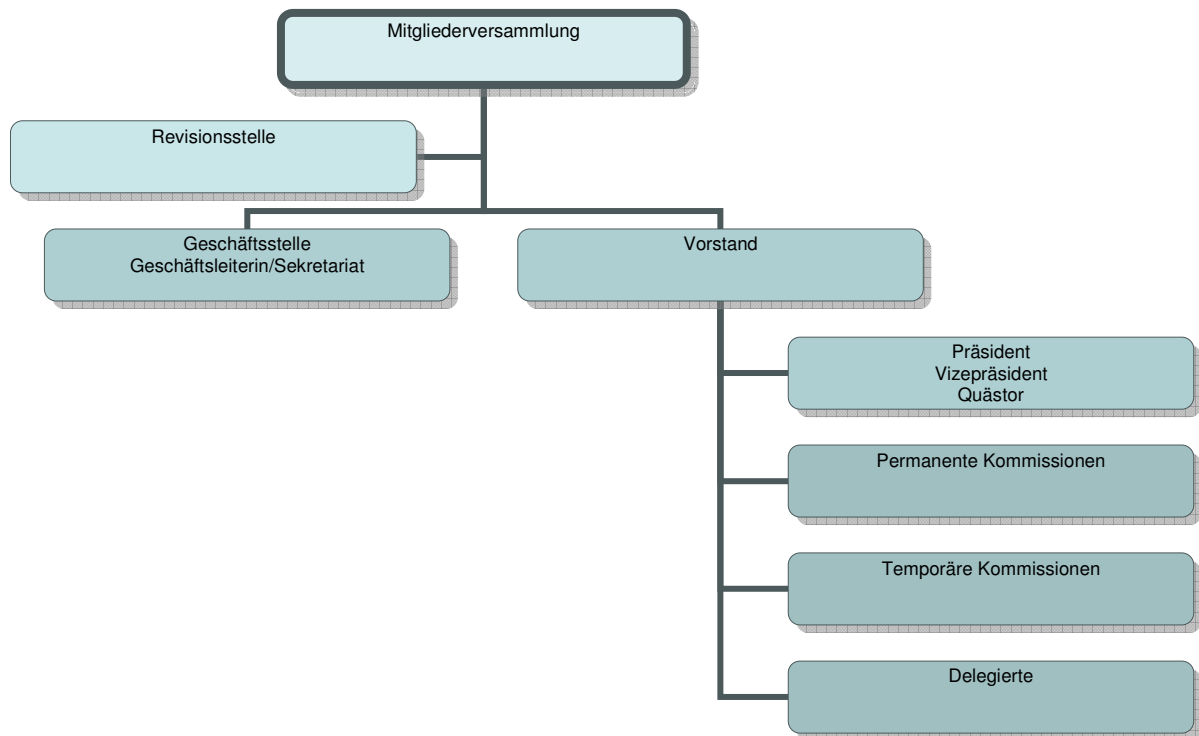 Mitgliederversammlung
Revisionsstelle
Geschäftsstelle
Geschäftsleiterin/Sekretariat
Vorstand
Präsident
Vizepräsident
Quästor
Permanente Kommissionen
Temporäre Kommissionen
Delegierte